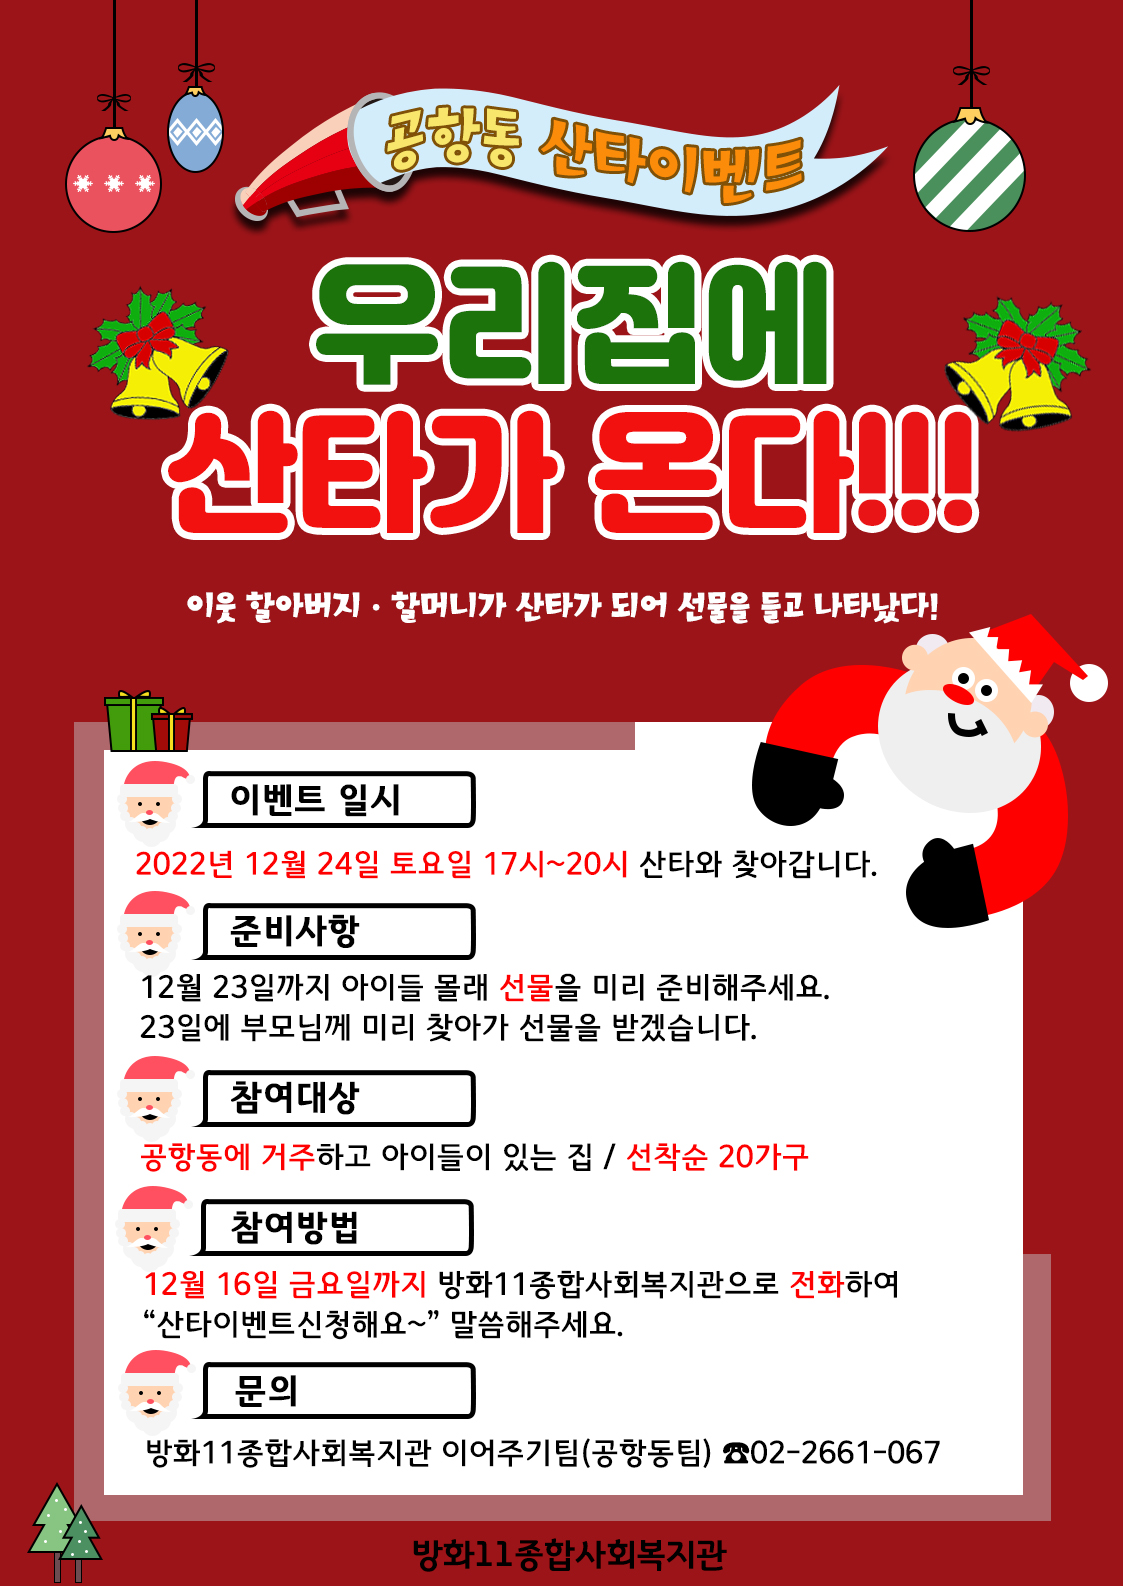 공항동 산타이벤트
우리집에
산타가 온다!!!
이웃 할아버지 · 할머니가 산타가 되어 선물을 들고 나타났다!
이벤트 일시
2022년 12월 24일 토요일 17시~20시 산타와 찾아갑니다.
준비사항
12월 23일까지 아이들 몰래 선물을 미리 준비해주세요.
23일에 부모님께 미리 찾아가 선물을 받겠습니다.
참여대상
공항동에 거주하고 아이들이 있는 집 / 선착순 20가구
참여방법
12월 16일 금요일까지 방화11종합사회복지관으로 전화하여
“산타이벤트신청해요~” 말씀해주세요.
문의
방화11종합사회복지관 이어주기팀(공항동팀) ☎02-2661-067
방화11종합사회복지관